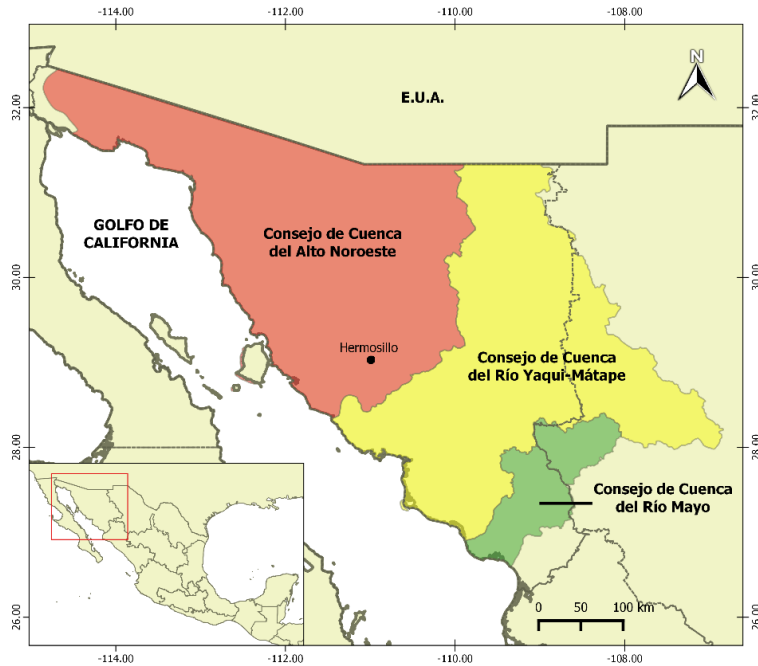 -114.00
-112.00
-110.00
-108.00
N
32.00
32.00
E.U.A.
GOLFO DE
CALIFORNIA
Consejo de Cuenca
del Alto Noroeste
30.00
30.00
Hermosillo
Consejo de Cuenca
del Río Yaqui-Mátape
28.00
28.00
Consejo de Cuenca
del Río Mayo
0 50 100 km
26.00
26.00
-114.00
-112.00
-110.00
-108.00